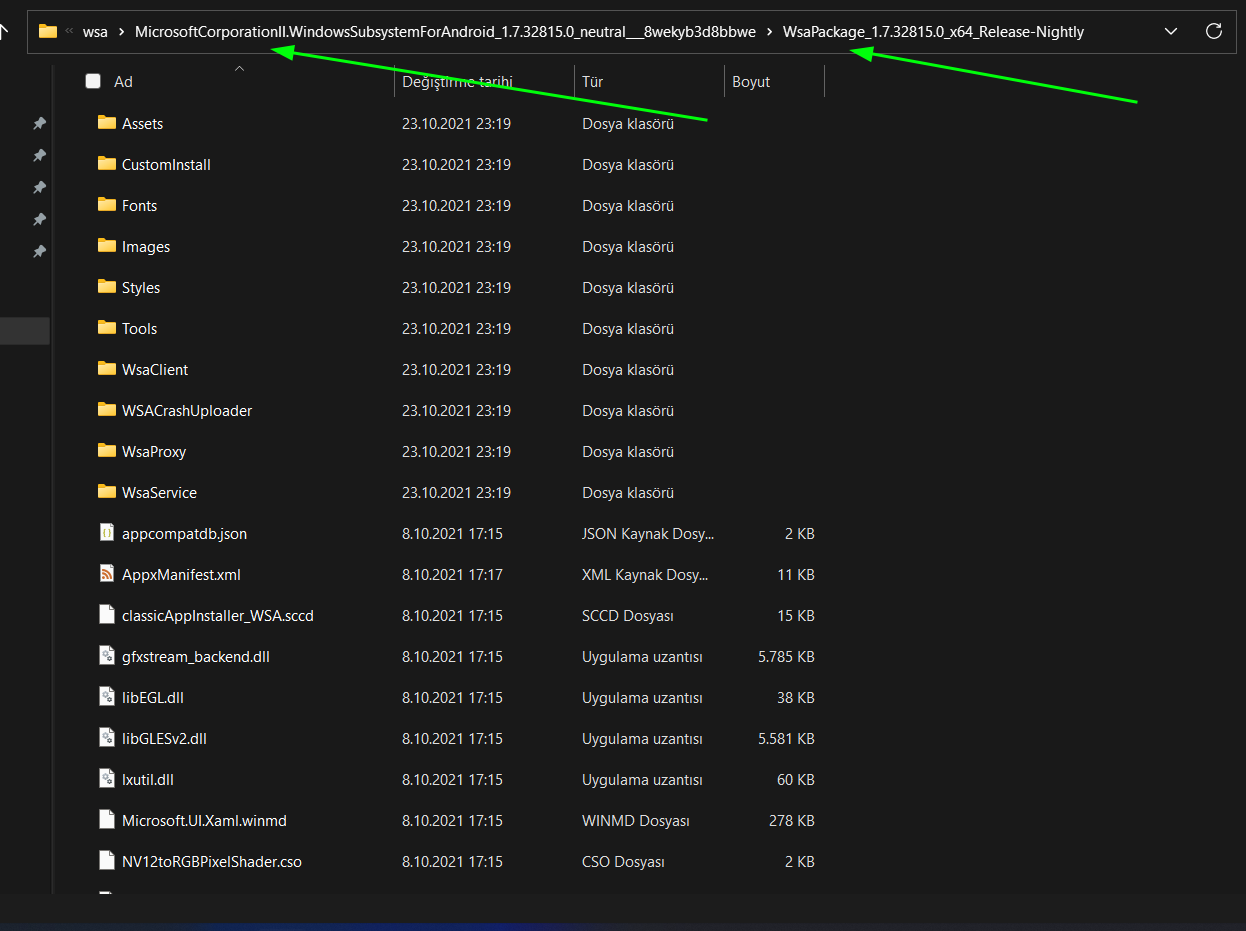 « wsa > MicrosoftCorporationII.WindowsSubsystemForAndroid_1.7.32815.0_neutral___8wekyb3d8bbwe > WsaPackage_1.7.32815.0_x64_Release-Nightly
Ad Değiştirme tarihi Tür Boyut
Assets 23.10.2021 23:19 Dosya klasörü
CustomInstall 23.10.2021 23:19 Dosya klasörü
Fonts 23.10.2021 23:19 Dosya klasörü
Images 23.10.2021 23:19 Dosya klasörü
Styles 23.10.2021 23:19 Dosya klasörü
Tools 23.10.2021 23:19 Dosya klasörü
WsaClient 23.10.2021 23:19 Dosya klasörü
WSACrashUploader 23.10.2021 23:19 Dosya klasörü
WsaProxy 23.10.2021 23:19 Dosya klasörü
WsaService 23.10.2021 23:19 Dosya klasörü
appcompatdb.json 8.10.2021 17:15 JSON Kaynak Dosy... 2 KB
AppxManifest.xml 8.10.2021 17:17 XML Kaynak Dosy... 11 KB
classicAppInstaller_WSA.sccd 8.10.2021 17:15 SCCD Dosyası 15 KB
gfxstream_backend.dll 8.10.2021 17:15 Uygulama uzantısı 5.785 KB
libEGL.dll 8.10.2021 17:15 Uygulama uzantısı 38 KB
libGLESv2.dll 8.10.2021 17:15 Uygulama uzantısı 5.581 KB
lxutil.dll 8.10.2021 17:15 Uygulama uzantısı 60 KB
Microsoft.UI.Xaml.winmd 8.10.2021 17:15 WINMD Dosyası 278 KB
NV12toRGBPixelShader.cso 8.10.2021 17:15 CSO Dosyası 2 KB